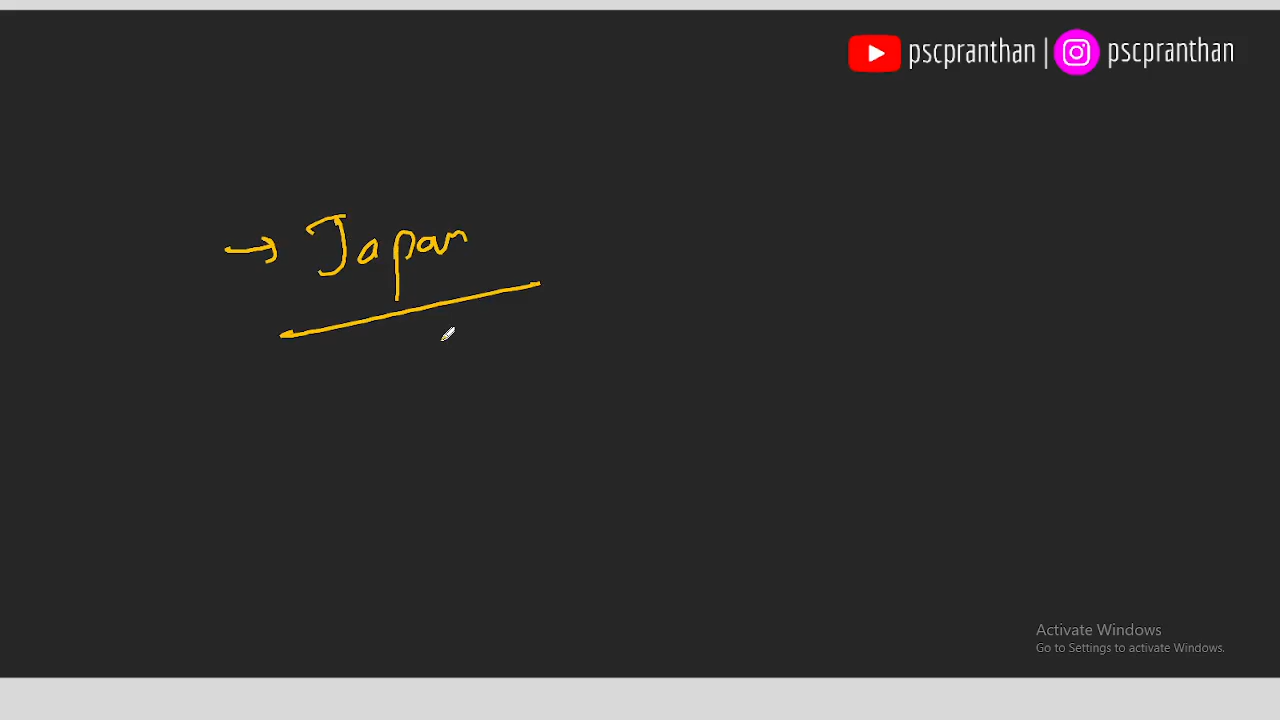 pscpranthan | pscpranthan
→ Japan
Activate Windows
Go to Settings to activate Windows.